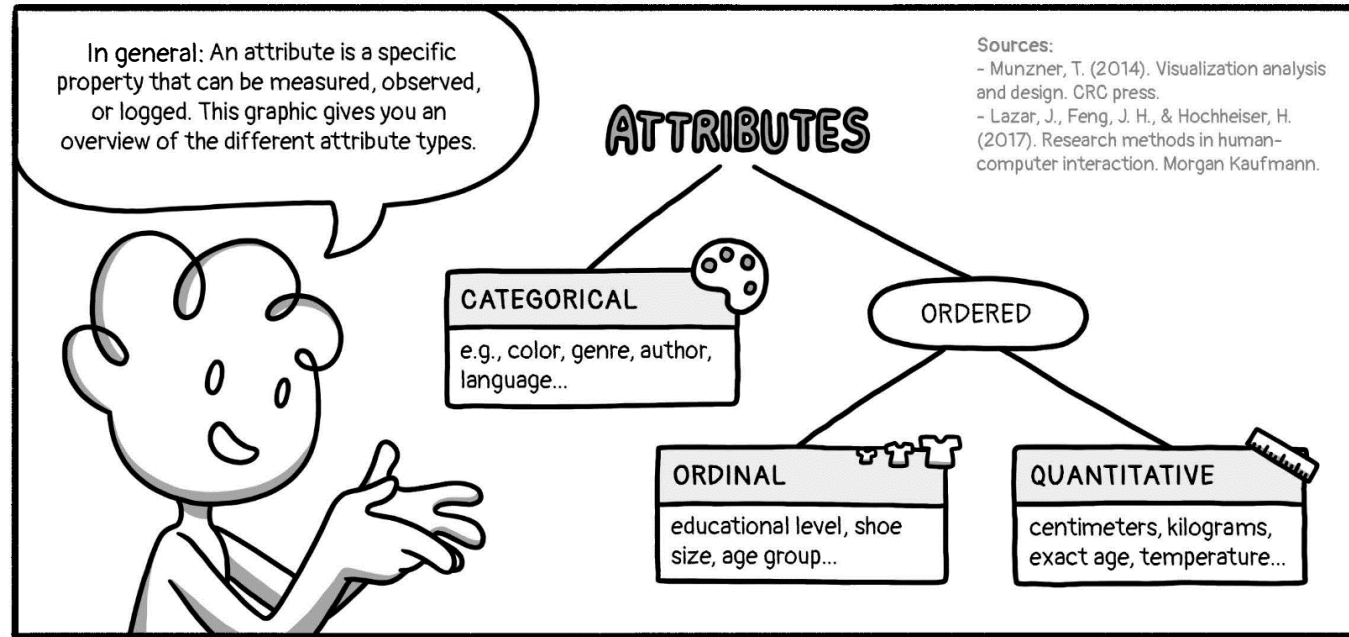 In general: An attribute is a specific
property that can be measured, observed,
or logged. This graphic gives you an
overview of the different attribute types.
Sources:
- Munzner, T. (2014). Visualization analysis
and design. CRC press.
- Lazar, J., Feng, J. H., & Hochheiser, H.
(2017). Research methods in human-
computer interaction. Morgan Kaufmann.
ATTRIBUTES
CATEGORICAL
e.g., color, genre, author,
language...
ORDERED
ORDINAL
educational level, shoe
size, age group...
QUANTITATIVE
centimeters, kilograms,
exact age, temperature...